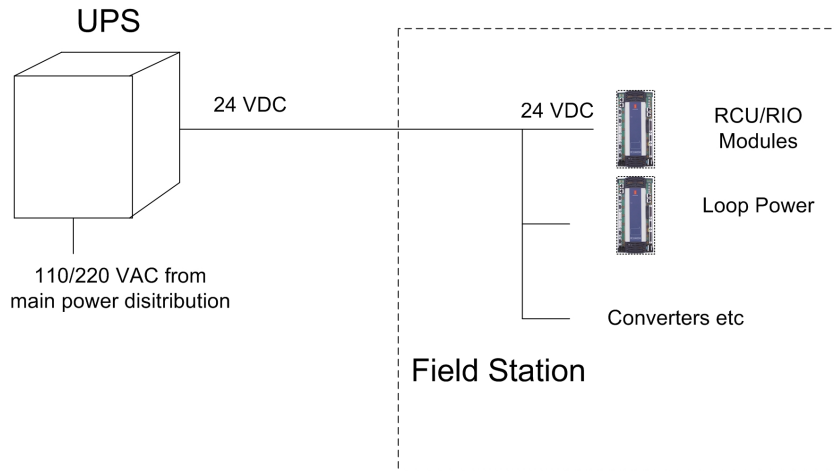 UPS
24 VDC
24 VDC
RCU/RIO
Modules
Loop Power
110/220 VAC from
main power disitribution
Converters etc
Field Station